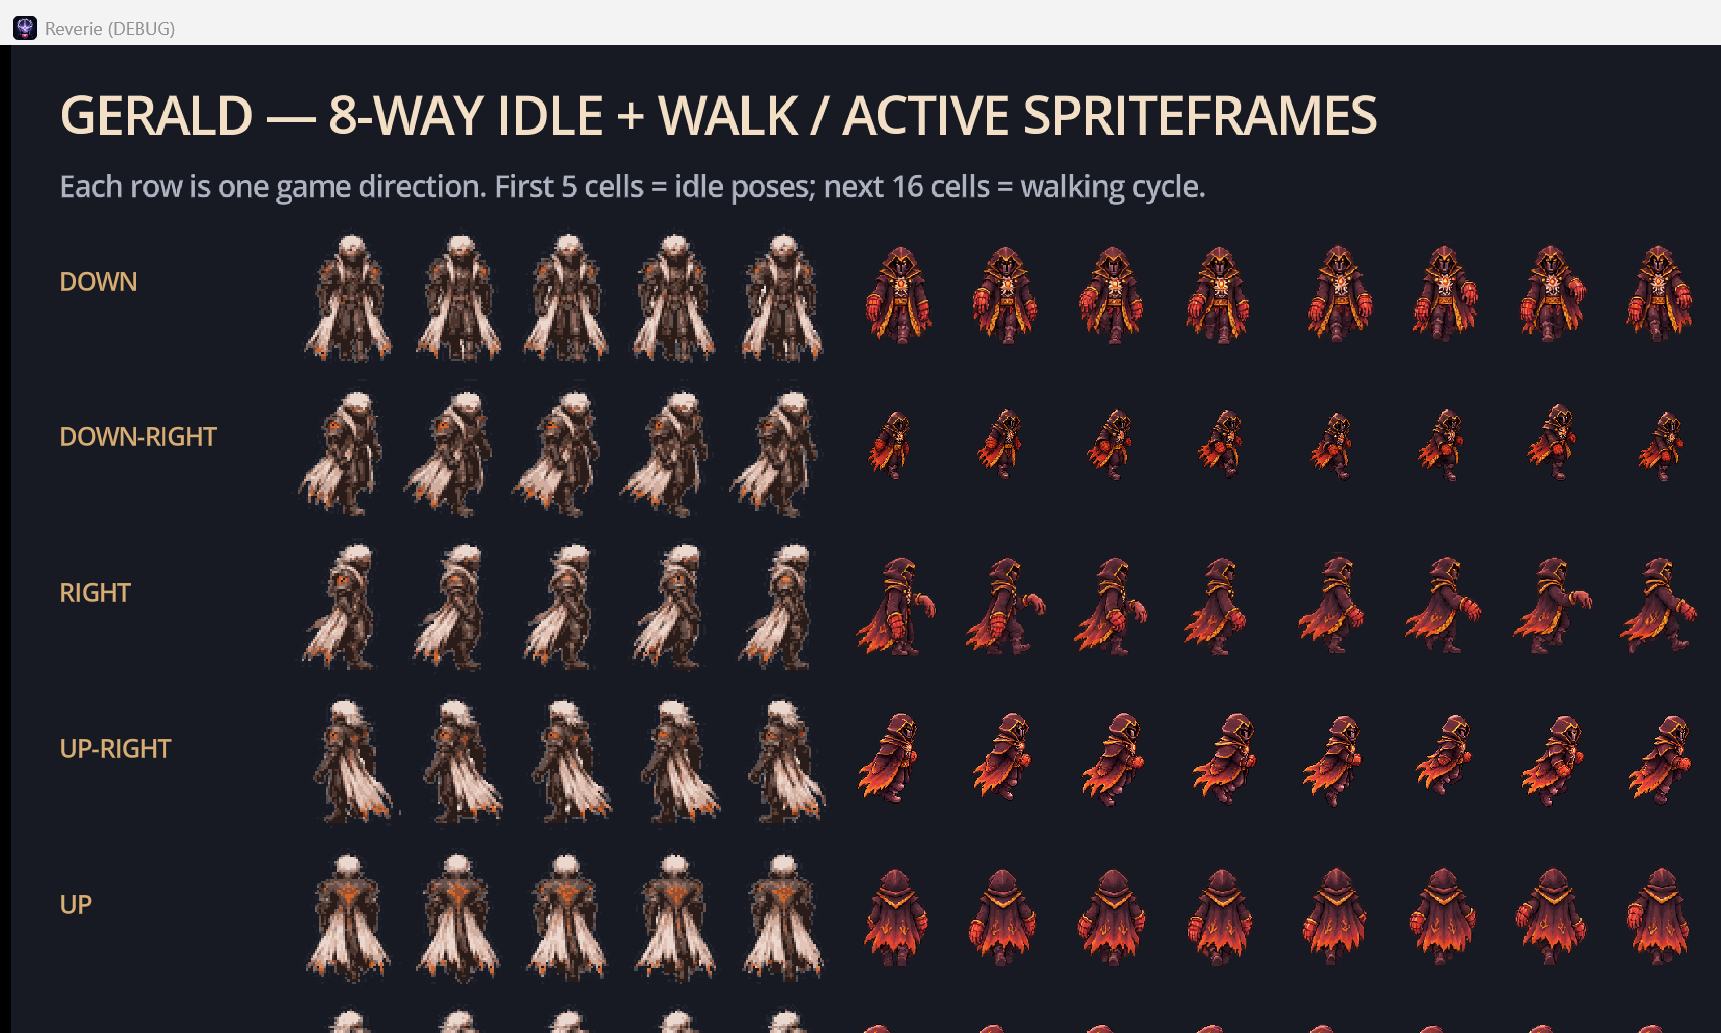 Reverie (DEBUG)
GERALD — 8-WAY IDLE + WALK / ACTIVE SPRITEFRAMES
Each row is one game direction. First 5 cells = idle poses; next 16 cells = walking cycle.
DOWN
DOWN-RIGHT
RIGHT
UP-RIGHT
UP